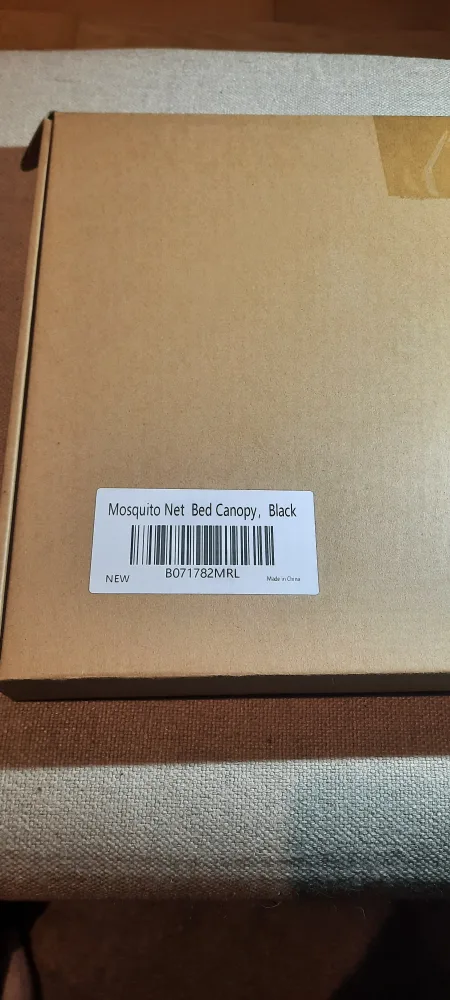 Mosquito Net  Bed Canopy,  Black
B071782MRL
NEW
Made in China